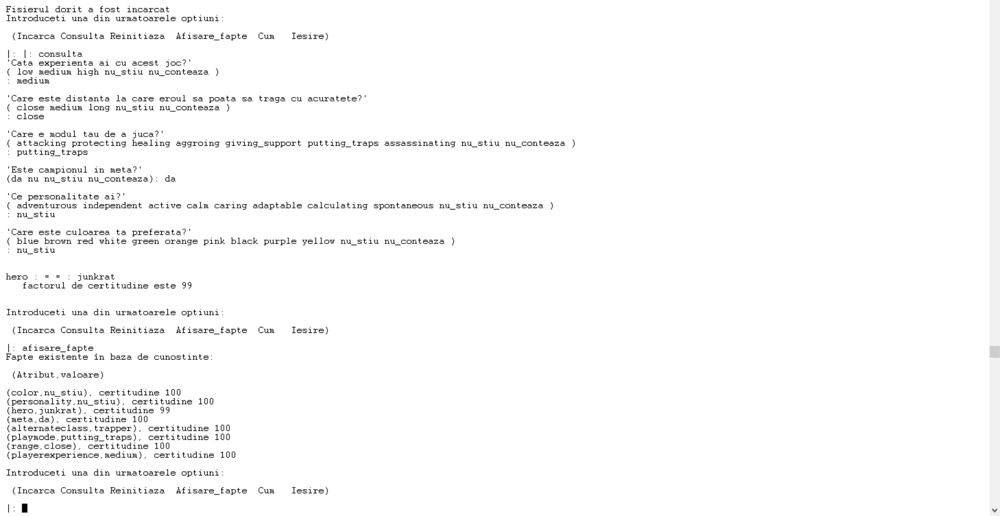 Fisierul dorit a fost incarcat
Introduceti una din urmatoarele optiuni:
(Incarca Consulta Reinitiaza  Afisare_fapte  Cum   Iesire)
|: |: consulta
'Cata experienta ai cu acest joc?'
( low medium high nu_stiu nu_conteaza )
: medium
'Care este distanta la care eroul sa poata sa traga cu acuratete?'
( close medium long nu_stiu nu_conteaza )
: close
'Care e modul tau de a juca?'
( attacking protecting healing aggroing giving_support putting_traps assassinating nu_stiu nu_conteaza )
: putting_traps
'Este campionul in meta?'
(da nu nu_stiu nu_conteaza): da
'Ce personalitate ai?'
( adventurous independent active calm caring adaptable calculating spontaneous nu_stiu nu_conteaza )
: nu_stiu
'Care este culoarea ta preferata?'
( blue brown red white green orange pink black purple yellow nu_stiu nu_conteaza )
: nu_stiu
hero : = = : junkrat
factorul de certitudine este 99
Introduceti una din urmatoarele optiuni:
(Incarca Consulta Reinitiaza  Afisare_fapte  Cum   Iesire)
|: afisare_fapte
Fapte existente în baza de cunostinte:
(Atribut,valoare)
(color,nu_stiu), certitudine 100
(personality,nu_stiu), certitudine 100
(hero,junkrat), certitudine 99
(meta,da), certitudine 100
(alternateclass,trapper), certitudine 100
(playmode,putting_traps), certitudine 100
(range,close), certitudine 100
(playerexperience,medium), certitudine 100
Introduceti una din urmatoarele optiuni:
(Incarca Consulta Reinitiaza  Afisare_fapte  Cum   Iesire)
|: